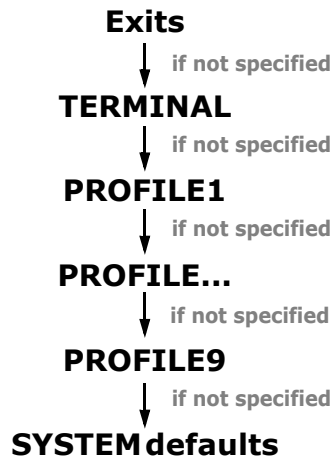 Exits
if not specified
TERMINAL
if not specified
PROFILE1
if not specified
PROFILE...
if not specified
PROFILE9
if not specified
SYSTEM defaults